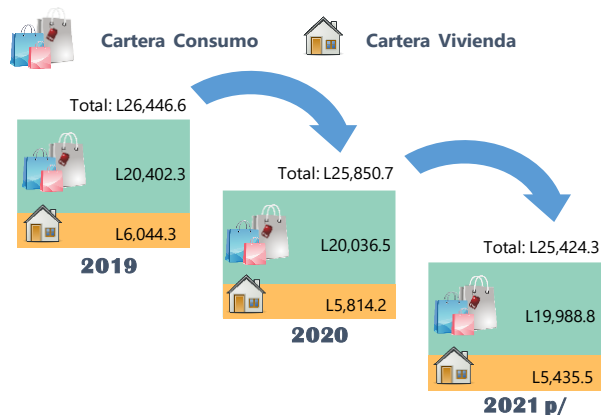 Cartera Consumo
Cartera Vivienda
Total: L26,446.6
L20,402.3
L6,044.3
2019
Total: L25,850.7
L20,036.5
L5,814.2
2020
Total: L25,424.3
L19,988.8
L5,435.5
2021 p/